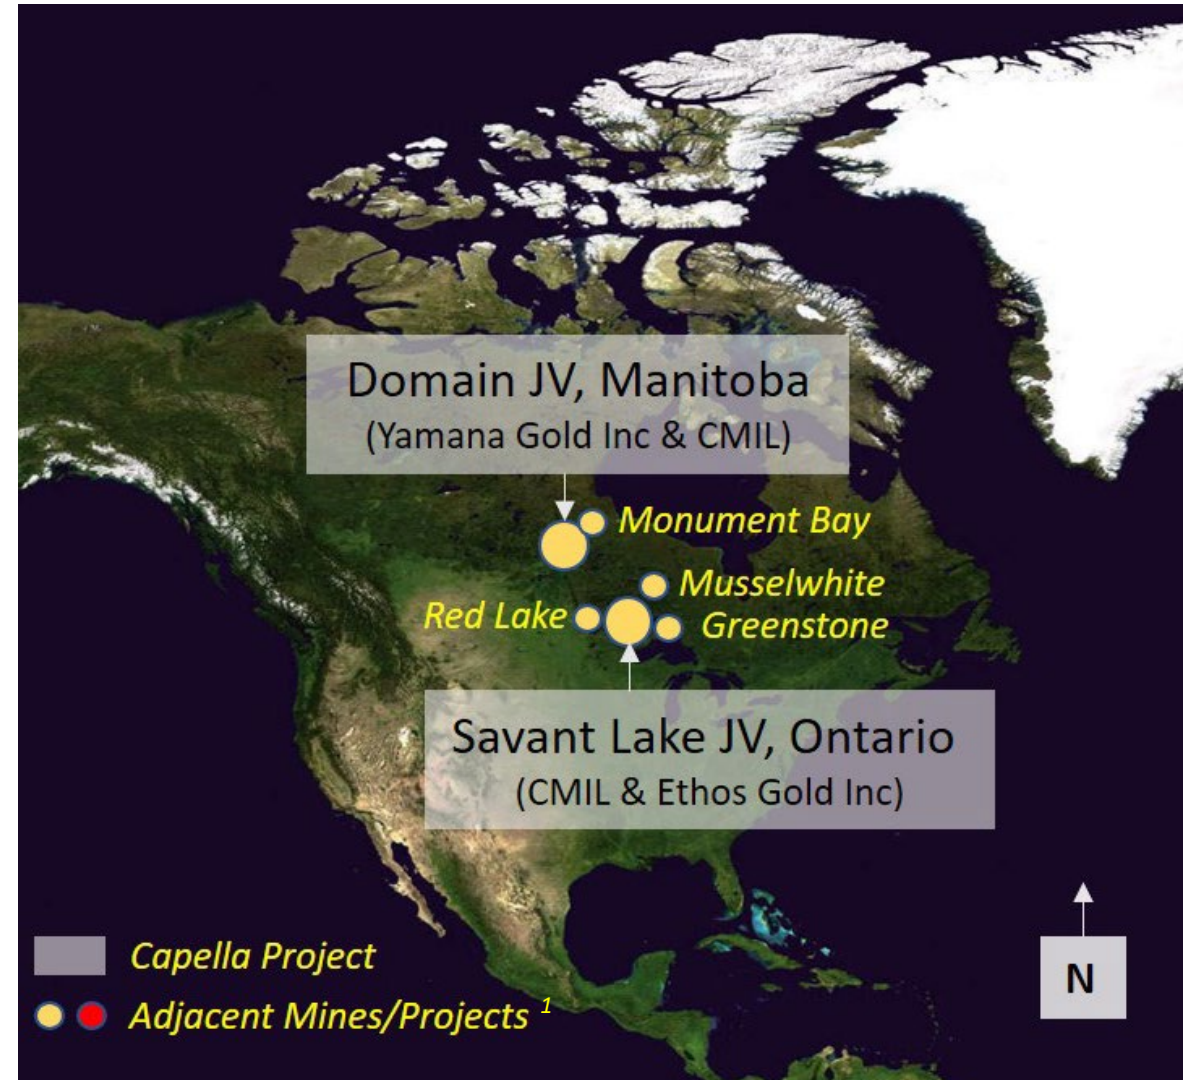 Domain JV, Manitoba
(Yamana Gold Inc & CMIL)
Monument Bay
Musselwhite
Red Lake
Greenstone
Savant Lake JV, Ontario
(CMIL & Ethos Gold Inc)
Capella Project
Adjacent Mines/Projects 1
N